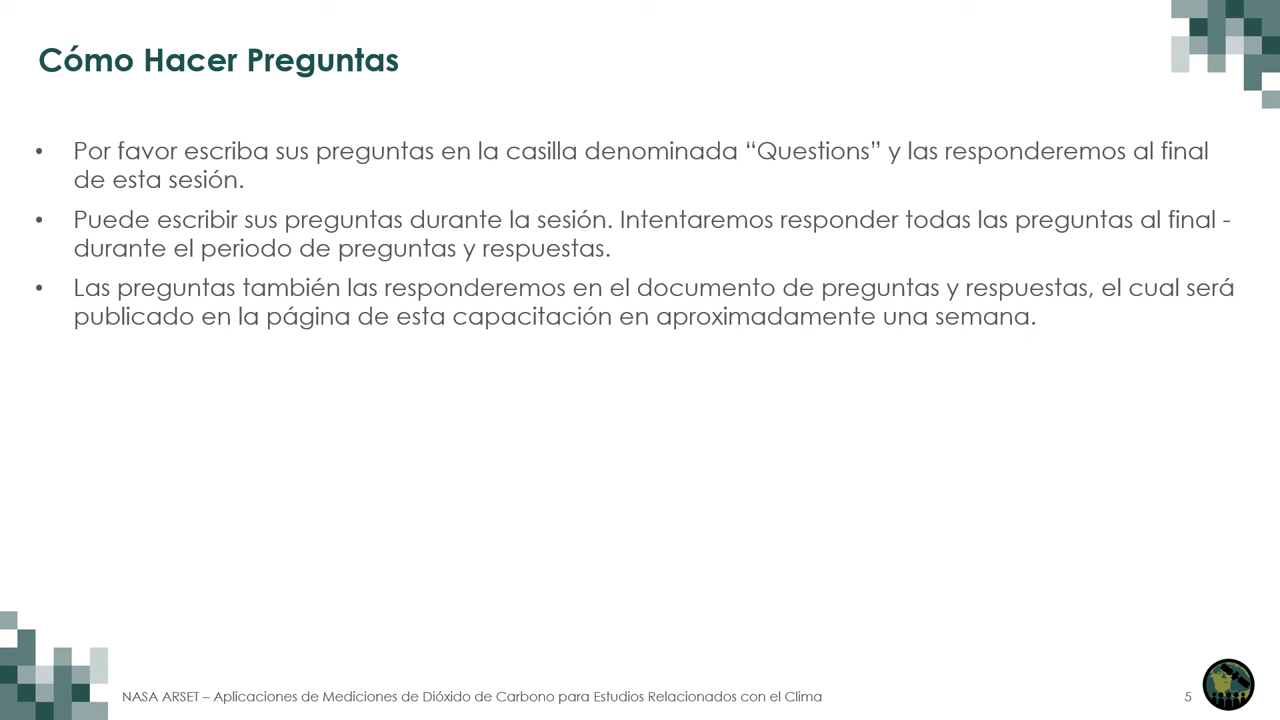 Cómo Hacer Preguntas
• Por favor escriba sus preguntas en la casilla denominada “Questions” y las responderemos al final
de esta sesión.
• Puede escribir sus preguntas durante la sesión. Intentaremos responder todas las preguntas al final -
durante el periodo de preguntas y respuestas.
• Las preguntas también las responderemos en el documento de preguntas y respuestas, el cual será
publicado en la página de esta capacitación en aproximadamente una semana.
NASA ARSET – Aplicaciones de Mediciones de Dióxido de Carbono para Estudios Relacionados con el Clima
5